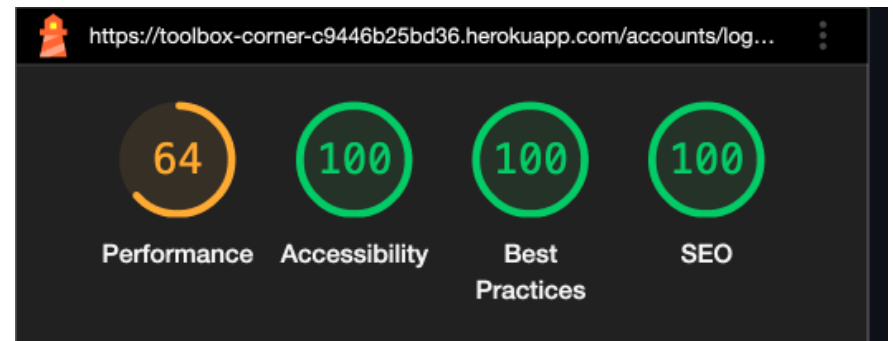 https://toolbox-corner-c9446b25bd36.herokuapp.com/accounts/log...
64 100 100 100
Performance Accessibility Best Practices SEO